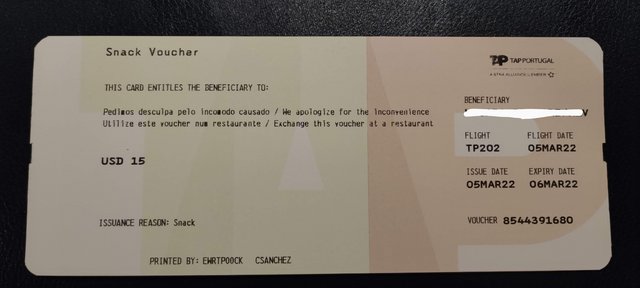 Snack Voucher
TAP TAPPORTUGAL
A STAR ALLIANCE MEMBER
THIS CARD ENTITLES THE BENEFICIARY TO:
BENEFICIARY
Pedimos desculpa pelo incomodo causado / We apologize for the inconvenience
Utilize este voucher num restaurante / Exchange this voucher at a restaurant
FLIGHT FLIGHT DATE
TP202 05MAR22
USD 15
ISSUE DATE EXPIRY DATE
05MAR22 06MAR22
ISSUANCE REASON: Snack
VOUCHER 8544391680
PRINTED BY: EWRTP00CK CSANCHEZ